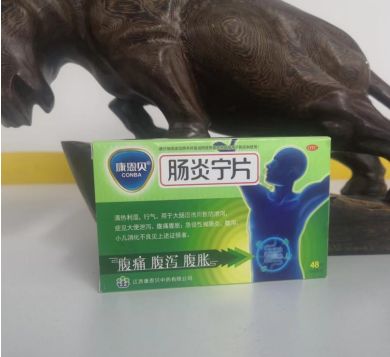 康恩贝®
CONBA
肠炎宁片
OTC
清热利湿，行气。用于大肠湿热所致的泄泻，
症见大便泄泻、腹痛腹胀；急慢性胃肠炎、腹泻、
小儿消化不良见上述证候者。
腹痛 腹泻 腹胀
48
江西康恩贝中药有限公司